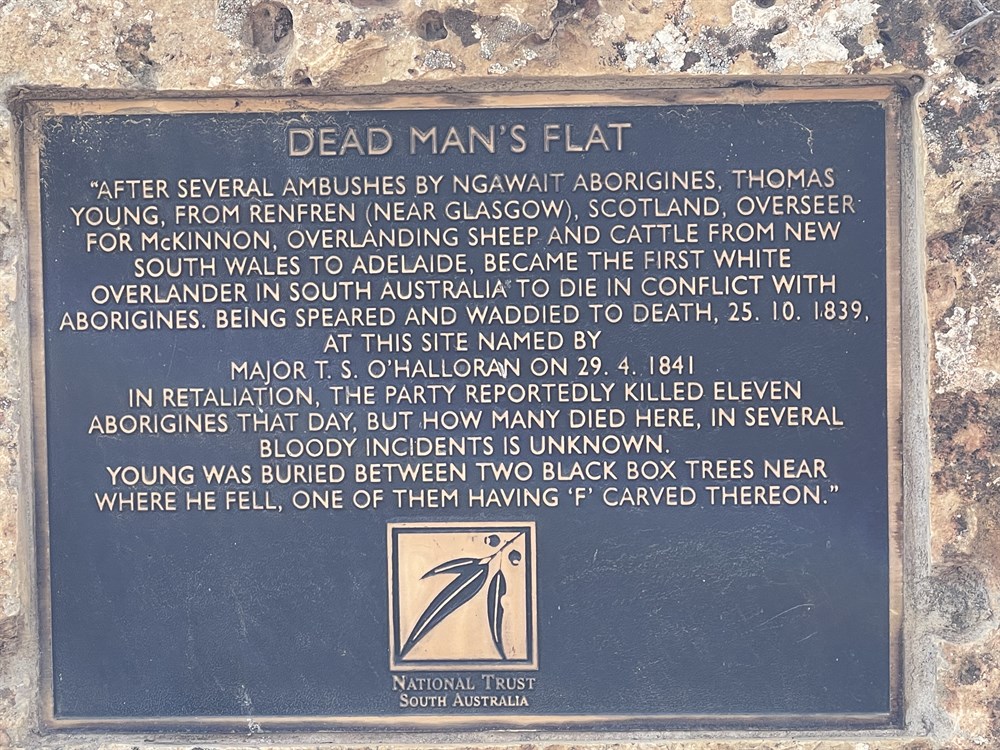 DEAD MAN'S FLAT
"AFTER SEVERAL AMBUSHES BY NGAWAIT ABORIGINES, THOMAS
YOUNG, FROM RENFREN (NEAR GLASGOW), SCOTLAND, OVERSEER
FOR McKINNON, OVERLANDING SHEEP AND CATTLE FROM NEW
SOUTH WALES TO ADELAIDE, BECAME THE FIRST WHITE
OVERLANDER IN SOUTH AUSTRALIA TO DIE IN CONFLICT WITH
ABORIGINES. BEING SPEARED AND WADDIED TO DEATH, 25. 10. 1839,
AT THIS SITE NAMED BY
MAJOR T. S. O'HALLORAN ON 29. 4. 1841
IN RETALIATION, THE PARTY REPORTEDLY KILLED ELEVEN
ABORIGINES THAT DAY, BUT HOW MANY DIED HERE, IN SEVERAL
BLOODY INCIDENTS IS UNKNOWN.
YOUNG WAS BURIED BETWEEN TWO BLACK BOX TREES NEAR
WHERE HE FELL, ONE OF THEM HAVING 'F' CARVED THEREON."
NATIONAL TRUST
SOUTH AUSTRALIA